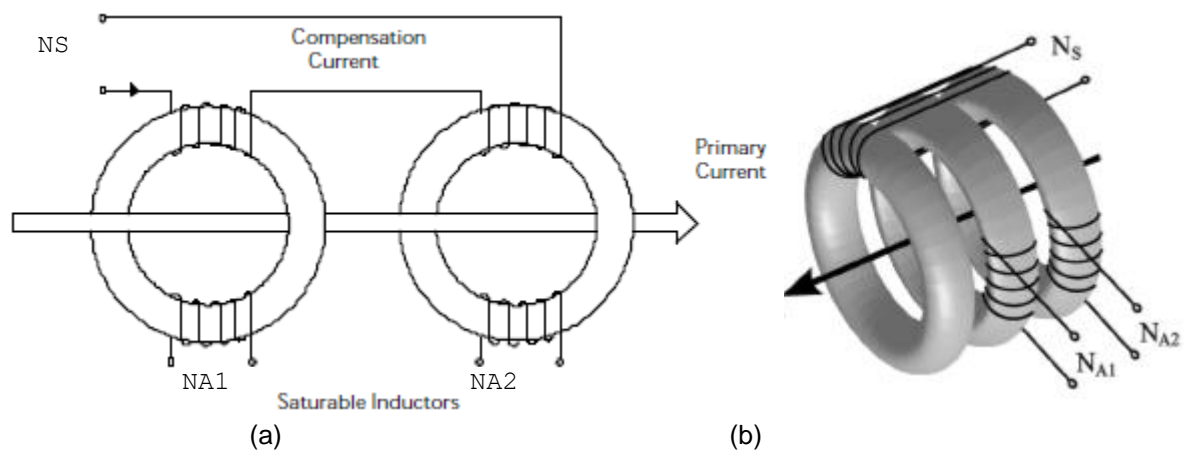 NS
Compensation
Current
NA1
NA2
Saturable Inductors
(a)
Primary
Current
NS
NA2
NA1
(b)